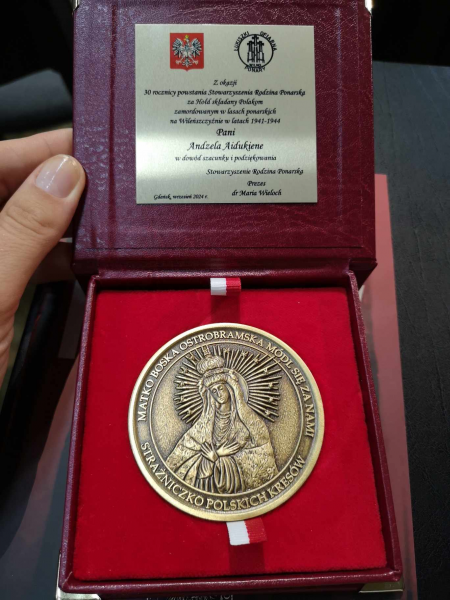 Z okazji
30 rocznicy powstania Stowarzyszenia Rodzina Ponarska
za Hołd składany Polakom
zamordowanym w lasach ponarskich
na Wileńszczyźnie w latach 1941-1944
Pani
Andzela Aidukiene
w dowód szacunku i podziękowania
Stowarzyszenie Rodzina Ponarska
Prezes
Gdańsk, wrzesień 2024 r.
dr Maria Wieloch
MATKO BOSKA OSTROBRAMSKA MÓDL SIĘ ZA NAMI
STRAŻNICZKO POLSKICH KRESÓW